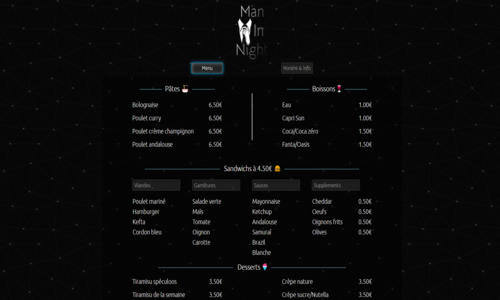 Man
In
Night
Menu
Horaire & Info
Pâtes
Bolognaise 6.50€
Poulet curry 6.50€
Poulet crème champignon 6.50€
Poulet andalouse 6.50€
Boissons
Eau 1.00€
Capri Sun 1.00€
Coca/Coca zéro 1.50€
Fanta/Oasis 1.50€
Sandwichs à 4.50€
Viandes Garnitures Sauces Supplements
Poulet mariné Salade verte Mayonnaise Cheddar 0.50€
Hamburger Maïs Ketchup Oeufs 0.50€
Kefta Tomate Andalouse Oignons frits 0.50€
Cordon bleu Oignon Samuraï Olives 0.50€
Carotte Brazil
Blanche
Desserts
Tiramisu spéculoos 3.50€ Crêpe nature 3.50€
Tiramisu de la semaine 3.50€ Crêpe sucre/Nutella 3.50€